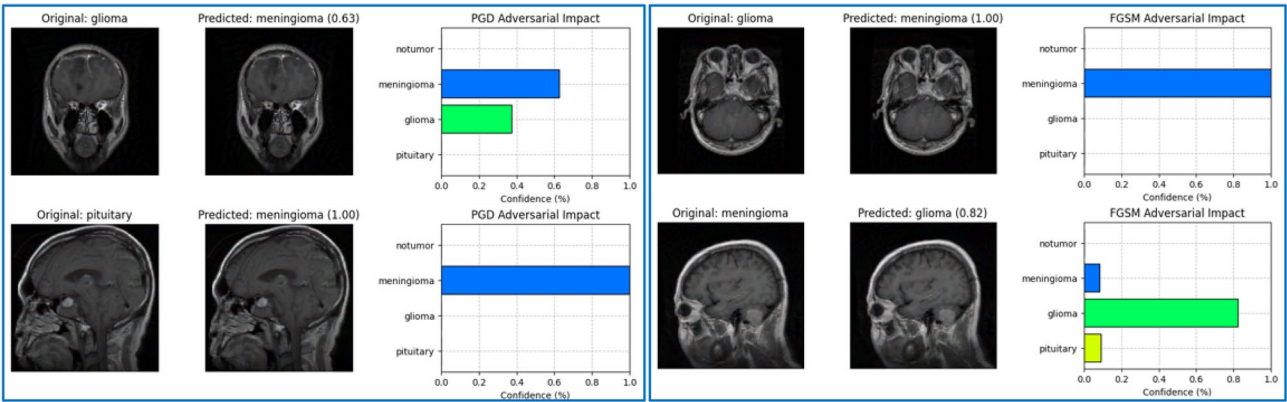 Original: glioma
Predicted: meningioma (0.63)
PGD Adversarial Impact
notumor
meningioma
glioma
pituitary
0.0 0.2 0.4 0.6 0.8 1.0
Confidence (%)
Original: pituitary
Predicted: meningioma (1.00)
PGD Adversarial Impact
notumor
meningioma
glioma
pituitary
0.0 0.2 0.4 0.6 0.8 1.0
Confidence (%)
Original: glioma
Predicted: meningioma (1.00)
FGSM Adversarial Impact
notumor
meningioma
glioma
pituitary
0.0 0.2 0.4 0.6 0.8 1.0
Confidence (%)
Original: meningioma
Predicted: glioma (0.82)
FGSM Adversarial Impact
notumor
meningioma
glioma
pituitary
0.0 0.2 0.4 0.6 0.8 1.0
Confidence (%)